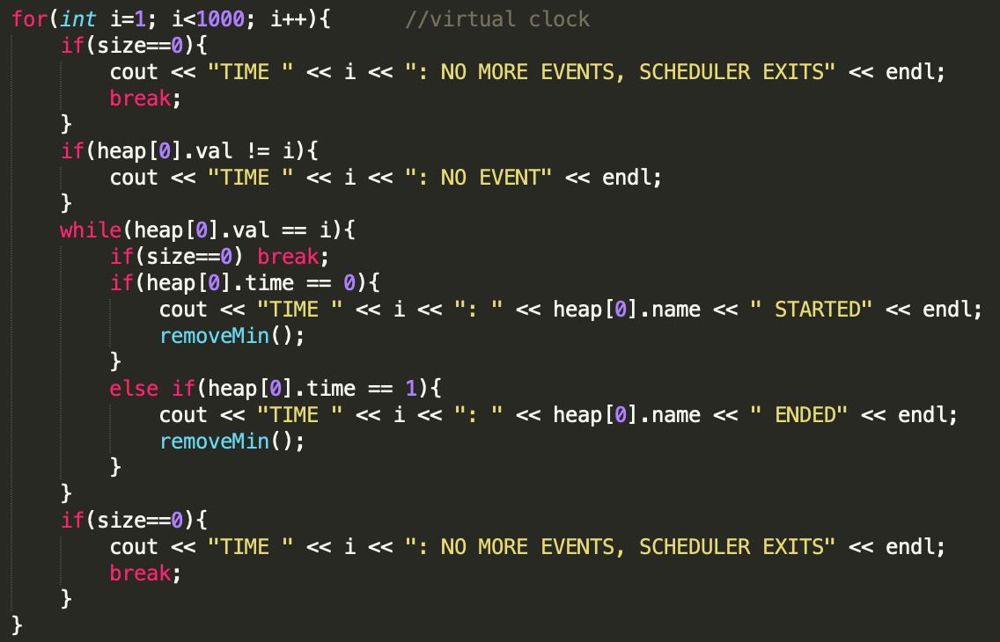 for(int i=1; i<1000; i++){      //virtual clock
    if(size==0){
        cout << "TIME " << i << ": NO MORE EVENTS, SCHEDULER EXITS" << endl;
        break;
    }
    if(heap[0].val != i){
        cout << "TIME " << i << ": NO EVENT" << endl;
    }
    while(heap[0].val == i){
        if(size==0) break;
        if(heap[0].time == 0){
            cout << "TIME " << i << ": " << heap[0].name << " STARTED" << endl;
            removeMin();
        }
        else if(heap[0].time == 1){
            cout << "TIME " << i << ": " << heap[0].name << " ENDED" << endl;
            removeMin();
        }
    }
    if(size==0){
        cout << "TIME " << i << ": NO MORE EVENTS, SCHEDULER EXITS" << endl;
        break;
    }
}